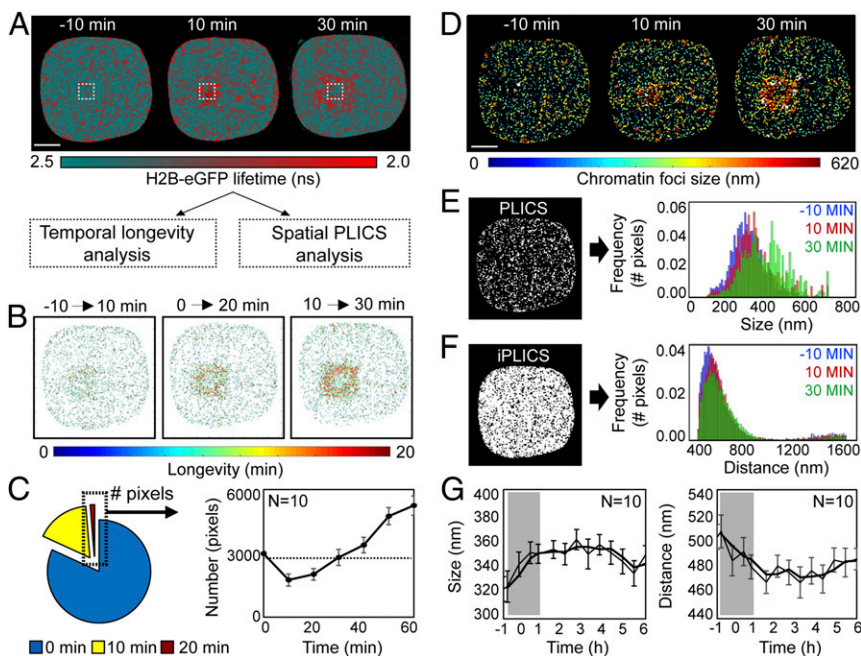 A
-10 min 10 min 30 min
2.5 2.0
H2B-eGFP lifetime (ns)
Temporal longevity
analysis
Spatial PLICS
analysis
B
-10 → 10 min 0 → 20 min 10 → 30 min
0 20
Longevity (min)
C
# pixels
0 min 10 min 20 min
N=10
Number (pixels)
6000
3000
0
0 20 40 60
Time (min)
D
-10 min 10 min 30 min
0 620
Chromatin foci size (nm)
E
PLICS
Frequency
(# pixels)
0.06
0.04
0.02
0
-10 MIN
10 MIN
30 MIN
0 200 400 600 800
Size (nm)
F
iPLICS
Frequency
(# pixels)
0.04
0.02
0
-10 MIN
10 MIN
30 MIN
400 800 1200 1600
Distance (nm)
G
N=10
Size (nm)
400
380
360
340
320
300
-1 0 1 2 3 4 5 6
Time (h)
N=10
Distance (nm)
540
520
500
480
460
440
-1 0 1 2 3 4 5 6
Time (h)